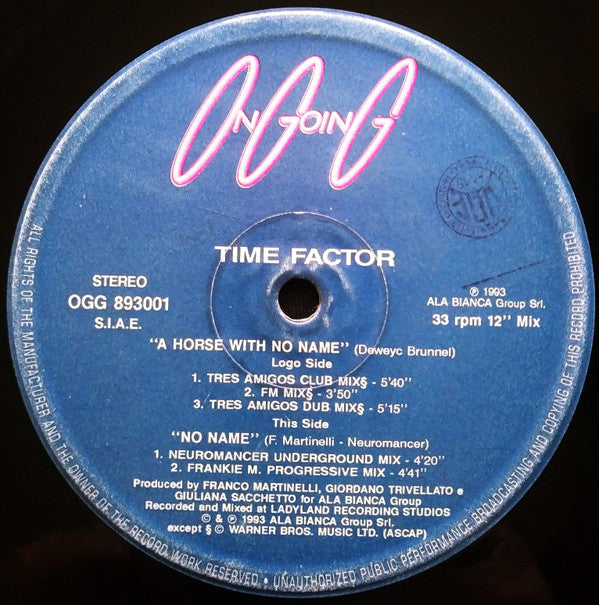 OnGoinG
TIME FACTOR
STEREO
OGG 893001
S.I.A.E.
℗ 1993
ALA BIANCA Group Srl.
33 rpm 12'' Mix
"A HORSE WITH NO NAME" (Deweyc Brunnel)
Logo Side
1. TRES AMIGOS CLUB MIX§ - 5'40"
2. FM MIX§ - 3'50"
3. TRES AMIGOS DUB MIX§ - 5'15"
This Side
"NO NAME" (F. Martinelli - Neuromancer)
1. NEUROMANCER UNDERGROUND MIX - 4'20"
2. FRANKIE M. PROGRESSIVE MIX - 4'41"
Produced by FRANCO MARTINELLI, GIORDANO TRIVELLATO e
GIULIANA SACCHETTO for ALA BIANCA Group
Recorded and Mixed at LADYLAND RECORDING STUDIOS
© & ℗ 1993 ALA BIANCA Group Srl.
except § © WARNER BROS. MUSIC LTD. (ASCAP)
ALL RIGHTS OF THE MANUFACTURER AND THE OWNER OF THE RECORD WORK RESERVED • UNAUTHORIZED PUBLIC PERFORMANCE BROADCASTING AND COPYING OF THIS RECORD PROHIBITED